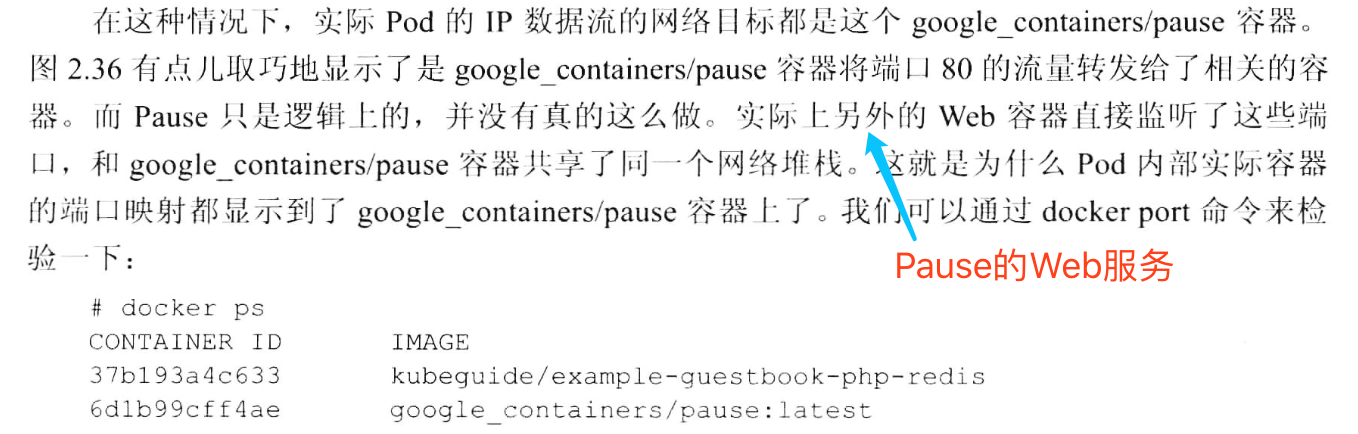 在这种情况下，实际 Pod 的 IP 数据流的网络目标都是这个 google_containers/pause 容器。
图 2.36 有点儿取巧地显示了是 google_containers/pause 容器将端口 80 的流量转发给了相关的容
器。而 Pause 只是逻辑上的，并没有真的这么做。实际上另外的 Web 容器直接监听了这些端
口，和 google_containers/pause 容器共享了同一个网络堆栈。这就是为什么 Pod 内部实际容器
的端口映射都显示到了 google_containers/pause 容器上了。我们可以通过 docker port 命令来检
验一下：
Pause的Web服务
# docker ps
CONTAINER ID IMAGE
37b193a4c633 kubeguide/example-guestbook-php-redis
6d1b99cff4ae google_containers/pause:latest